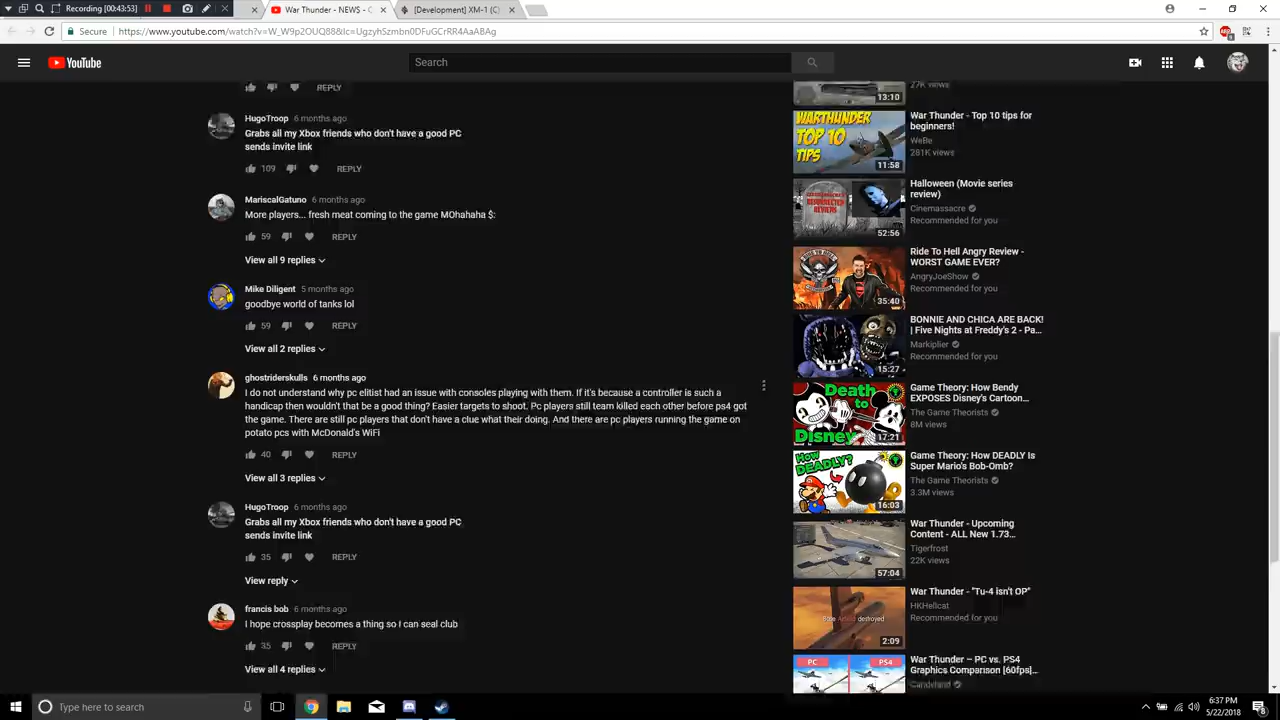 Recording [00:43:53]
War Thunder - NEWS - C
[Development] XM-1 (C)
Secure
https://www.youtube.com/watch?v=W_W9p2OUQ88&lc=UgzyhSzmbn0DFuGCrRR4AaABAg
YouTube
Search
REPLY
HugoTroop 6 months ago
Grabs all my Xbox friends who don't have a good PC
sends invite link
109 REPLY
MariscalGatuno 6 months ago
More players... fresh meat coming to the game MOhahaha $:
59 REPLY
View all 9 replies
Mike Diligent 5 months ago
goodbye world of tanks lol
59 REPLY
View all 2 replies
ghostriderskulls 6 months ago
I do not understand why pc elitist had an issue with consoles playing with them. If it's because a controller is such a
handicap then wouldn't that be a good thing? Easier targets to shoot. Pc players still team killed each other before ps4 got
the game. There are still pc players that don't have a clue what their doing. And there are pc players running the game on
potato pcs with McDonald's WiFi
40 REPLY
View all 3 replies
HugoTroop 6 months ago
Grabs all my Xbox friends who don't have a good PC
sends invite link
35 REPLY
View reply
francis bob 6 months ago
I hope crossplay becomes a thing so I can seal club
35 REPLY
View all 4 replies
27K views
13:10
WARTHUNDER
TOP 10
TIPS
11:58
War Thunder - Top 10 tips for
beginners!
WeBe
281K views
52:56
Halloween (Movie series
review)
Cinemassacre
Recommended for you
35:40
Ride To Hell Angry Review -
WORST GAME EVER?
AngryJoeShow
Recommended for you
15:27
BONNIE AND CHICA ARE BACK!
| Five Nights at Freddy's 2 - Pa...
Markiplier
Recommended for you
Death to
Disney
17:21
Game Theory: How Bendy
EXPOSES Disney's Cartoon...
The Game Theorists
8M views
How
DEADLY?
16:03
Game Theory: How DEADLY Is
Super Mario's Bob-Omb?
The Game Theorists
3.3M views
57:04
War Thunder - Upcoming
Content - ALL New 1.73...
Tigerfrost
22K views
destroyed
2:09
War Thunder - "Tu-4 isn't OP"
HKHellcat
Recommended for you
PC PS4
War Thunder – PC vs. PS4
Graphics Comparison [60fps]...
Candyland
Type here to search
6:37 PM
5/22/2018
8